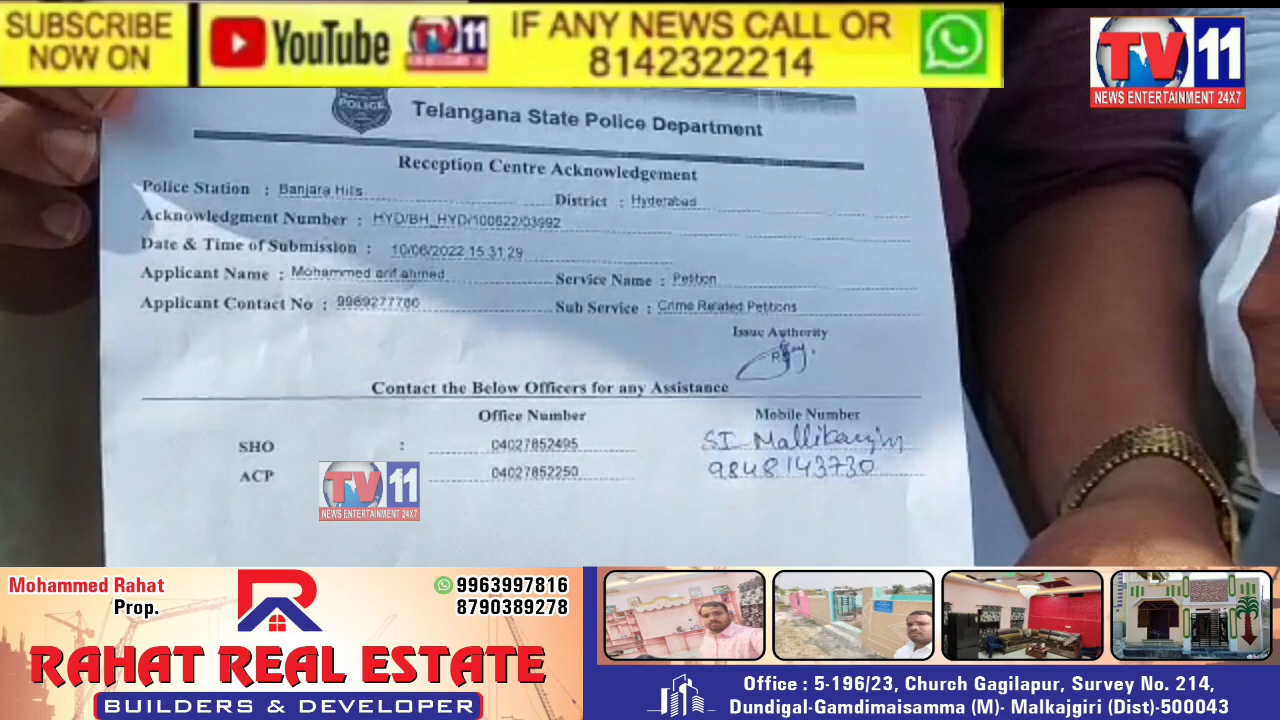 SUBSCRIBE
NOW ON
YouTube
TV 11
IF ANY NEWS CALL OR
8142322214
TV 11
NEWS ENTERTAINMENT 24X7
POLICE
Telangana State Police Department
Reception Centre Acknowledgement
Police Station : Banjara Hills
District : Hyderabad
Acknowledgment Number : HYD/BH_HYD/100622/03992
Date & Time of Submission : 10/06/2022 15:31:29
Applicant Name : Mohammed arif ahmed
Service Name : Petition
Applicant Contact No : 9989277786
Sub Service : Crime Related Petitions
Issue Authority
Contact the Below Officers for any Assistance
Office Number
Mobile Number
SHO : 04027852495
SI Mallikarjun
ACP 04027852250
9848143730
TV 11
NEWS ENTERTAINMENT 24X7
Mohammed Rahat
Prop.
9963997816
8790389278
RAHAT REAL ESTATE
BUILDERS & DEVELOPER
Office : 5-196/23, Church Gagilapur, Survey No. 214,
Dundigal-Gamdimaisamma (M)- Malkajgiri (Dist)-500043